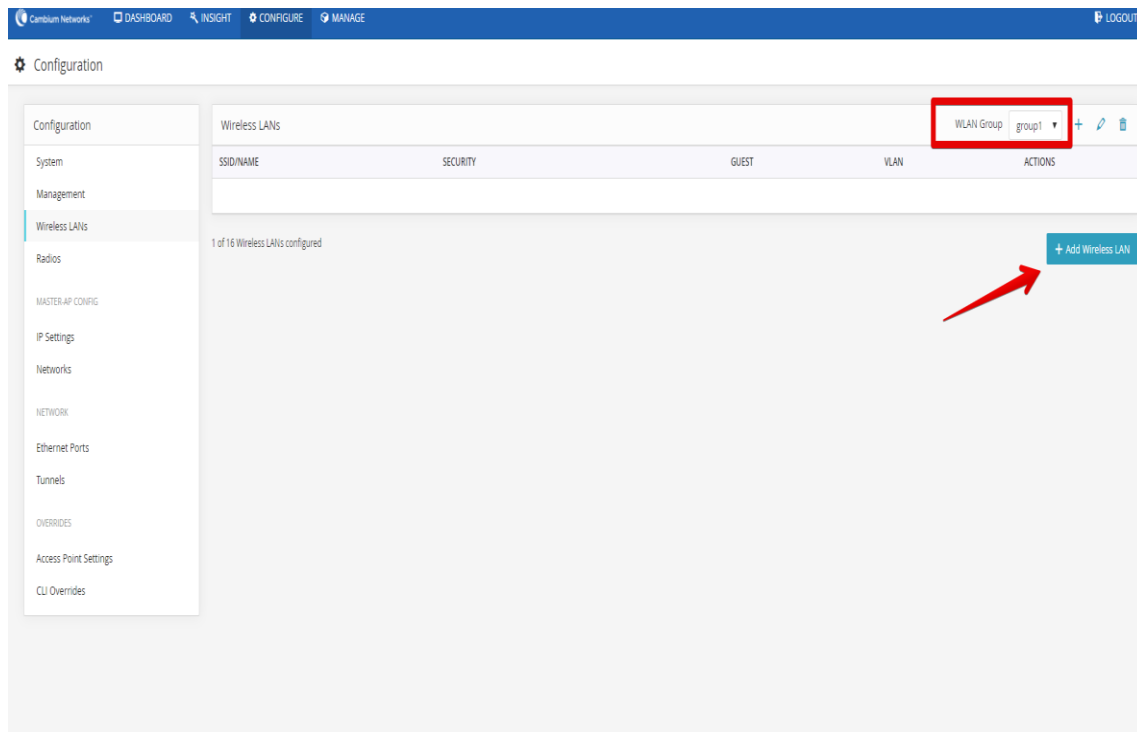 Cambium Networks™ DASHBOARD INSIGHT CONFIGURE MANAGE LOGOUT
Configuration
Configuration
System
Management
Wireless LANs
Radios
MASTER-AP CONFIG
IP Settings
Networks
NETWORK
Ethernet Ports
Tunnels
OVERRIDES
Access Point Settings
CLI Overrides
Wireless LANs WLAN Group group1
SSID/NAME SECURITY GUEST VLAN ACTIONS
1 of 16 Wireless LANs configured
+ Add Wireless LAN